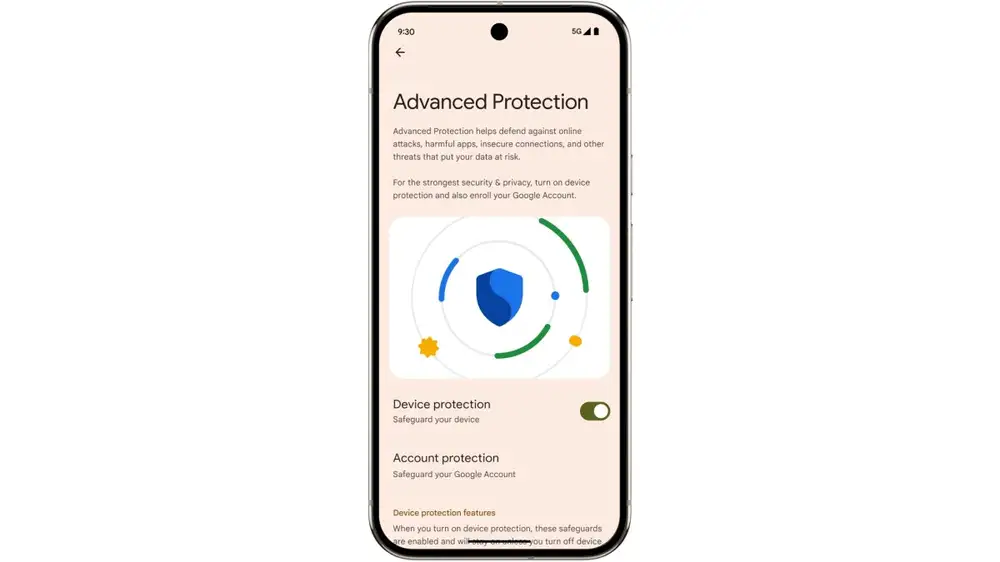 9:30
5G
Advanced Protection
Advanced Protection helps defend against online
attacks, harmful apps, insecure connections, and other
threats that put your data at risk.
For the strongest security & privacy, turn on device
protection and also enroll your Google Account.
Device protection
Safeguard your device
Account protection
Safeguard your Google Account
Device protection features
When you turn on device protection, these safeguards
are enabled and will stay on unless you turn off device